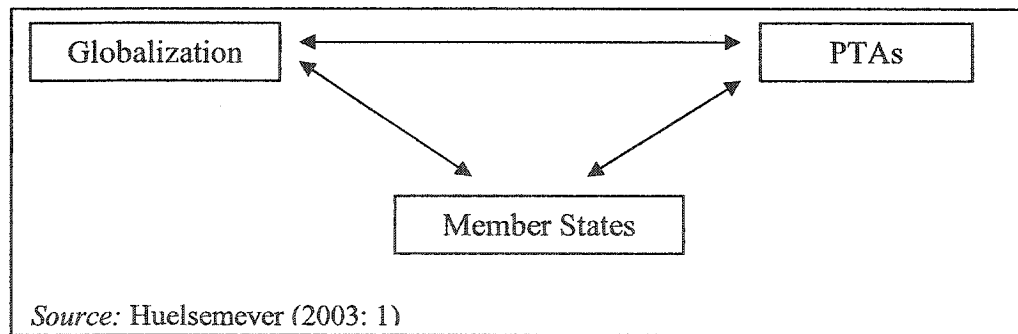 Globalization PTAs
Member States
Source: Huelsemeyer (2003: 1)